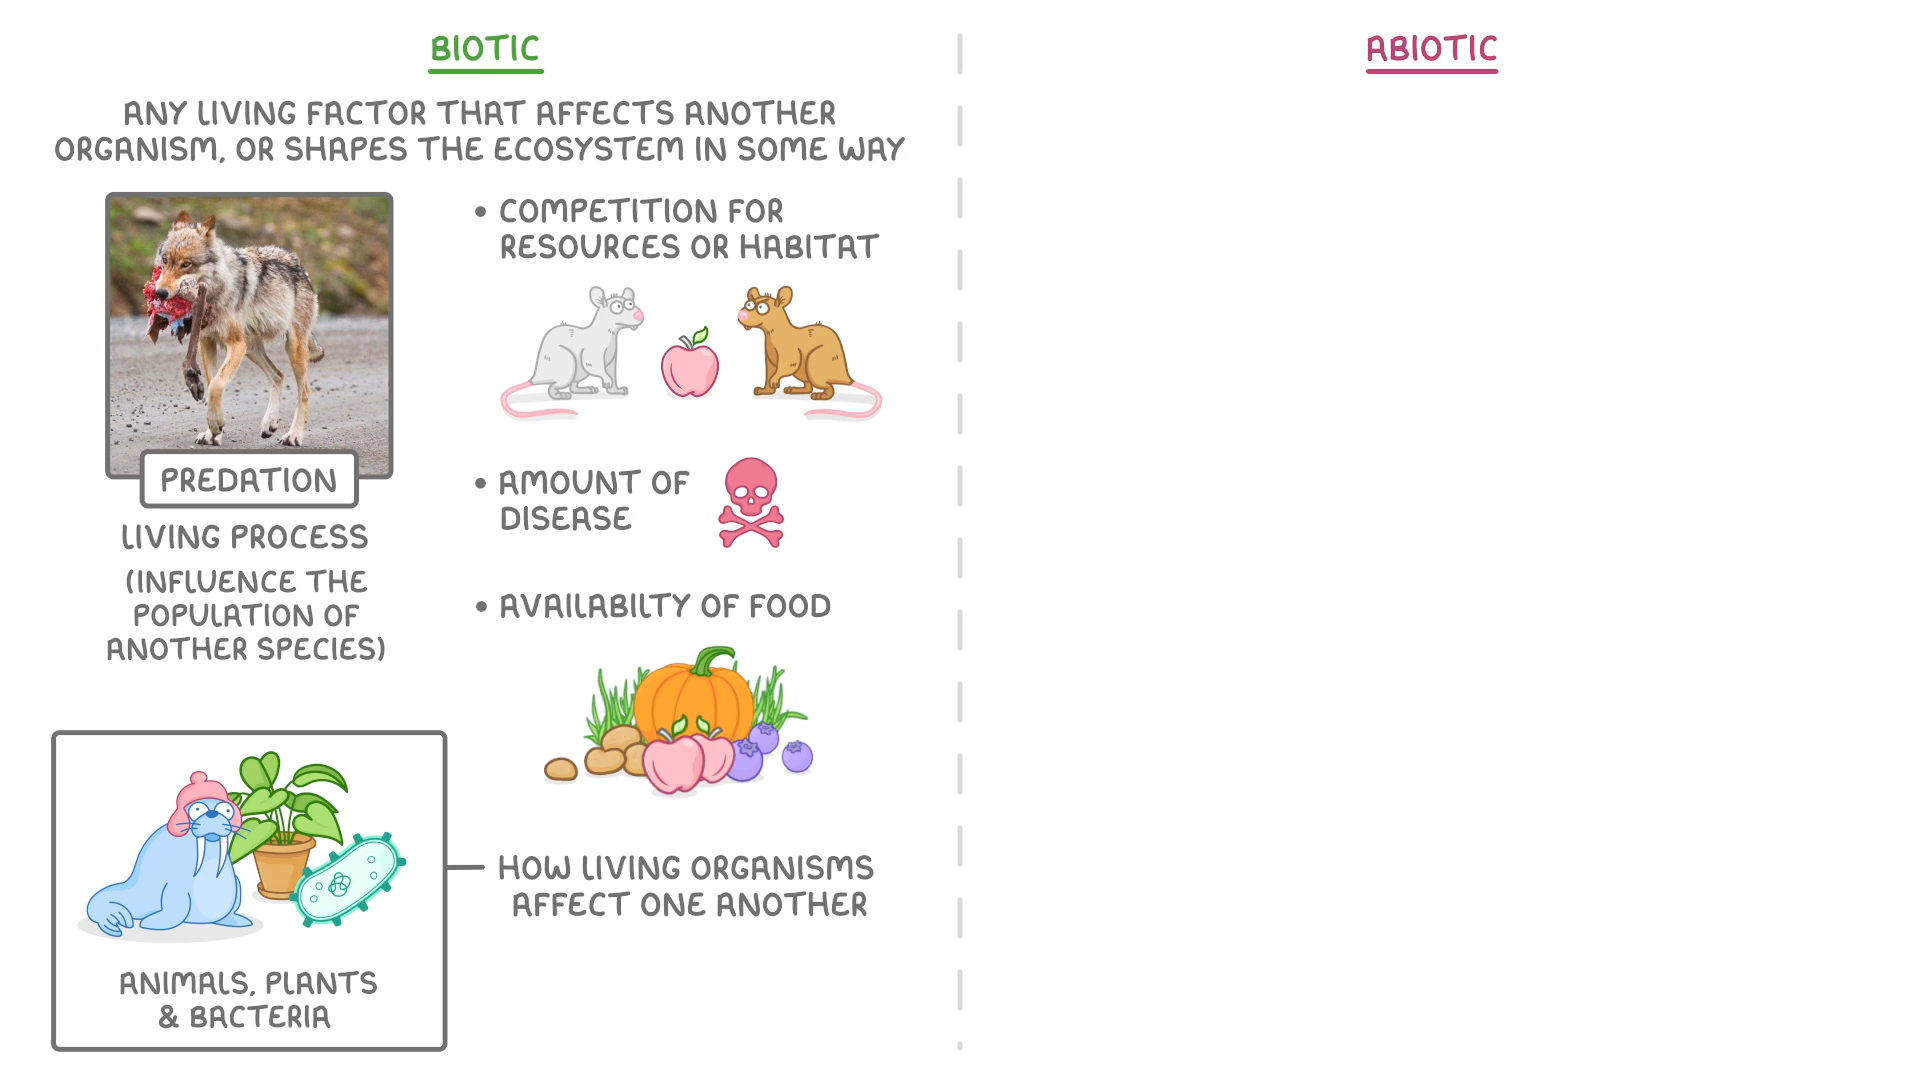 BIOTIC
ANY LIVING FACTOR THAT AFFECTS ANOTHER
ORGANISM, OR SHAPES THE ECOSYSTEM IN SOME WAY
PREDATION
LIVING PROCESS
(INFLUENCE THE
POPULATION OF
ANOTHER SPECIES)
• COMPETITION FOR
RESOURCES OR HABITAT
• AMOUNT OF
DISEASE
• AVAILABILTY OF FOOD
ANIMALS, PLANTS
& BACTERIA
HOW LIVING ORGANISMS
AFFECT ONE ANOTHER
ABIOTIC